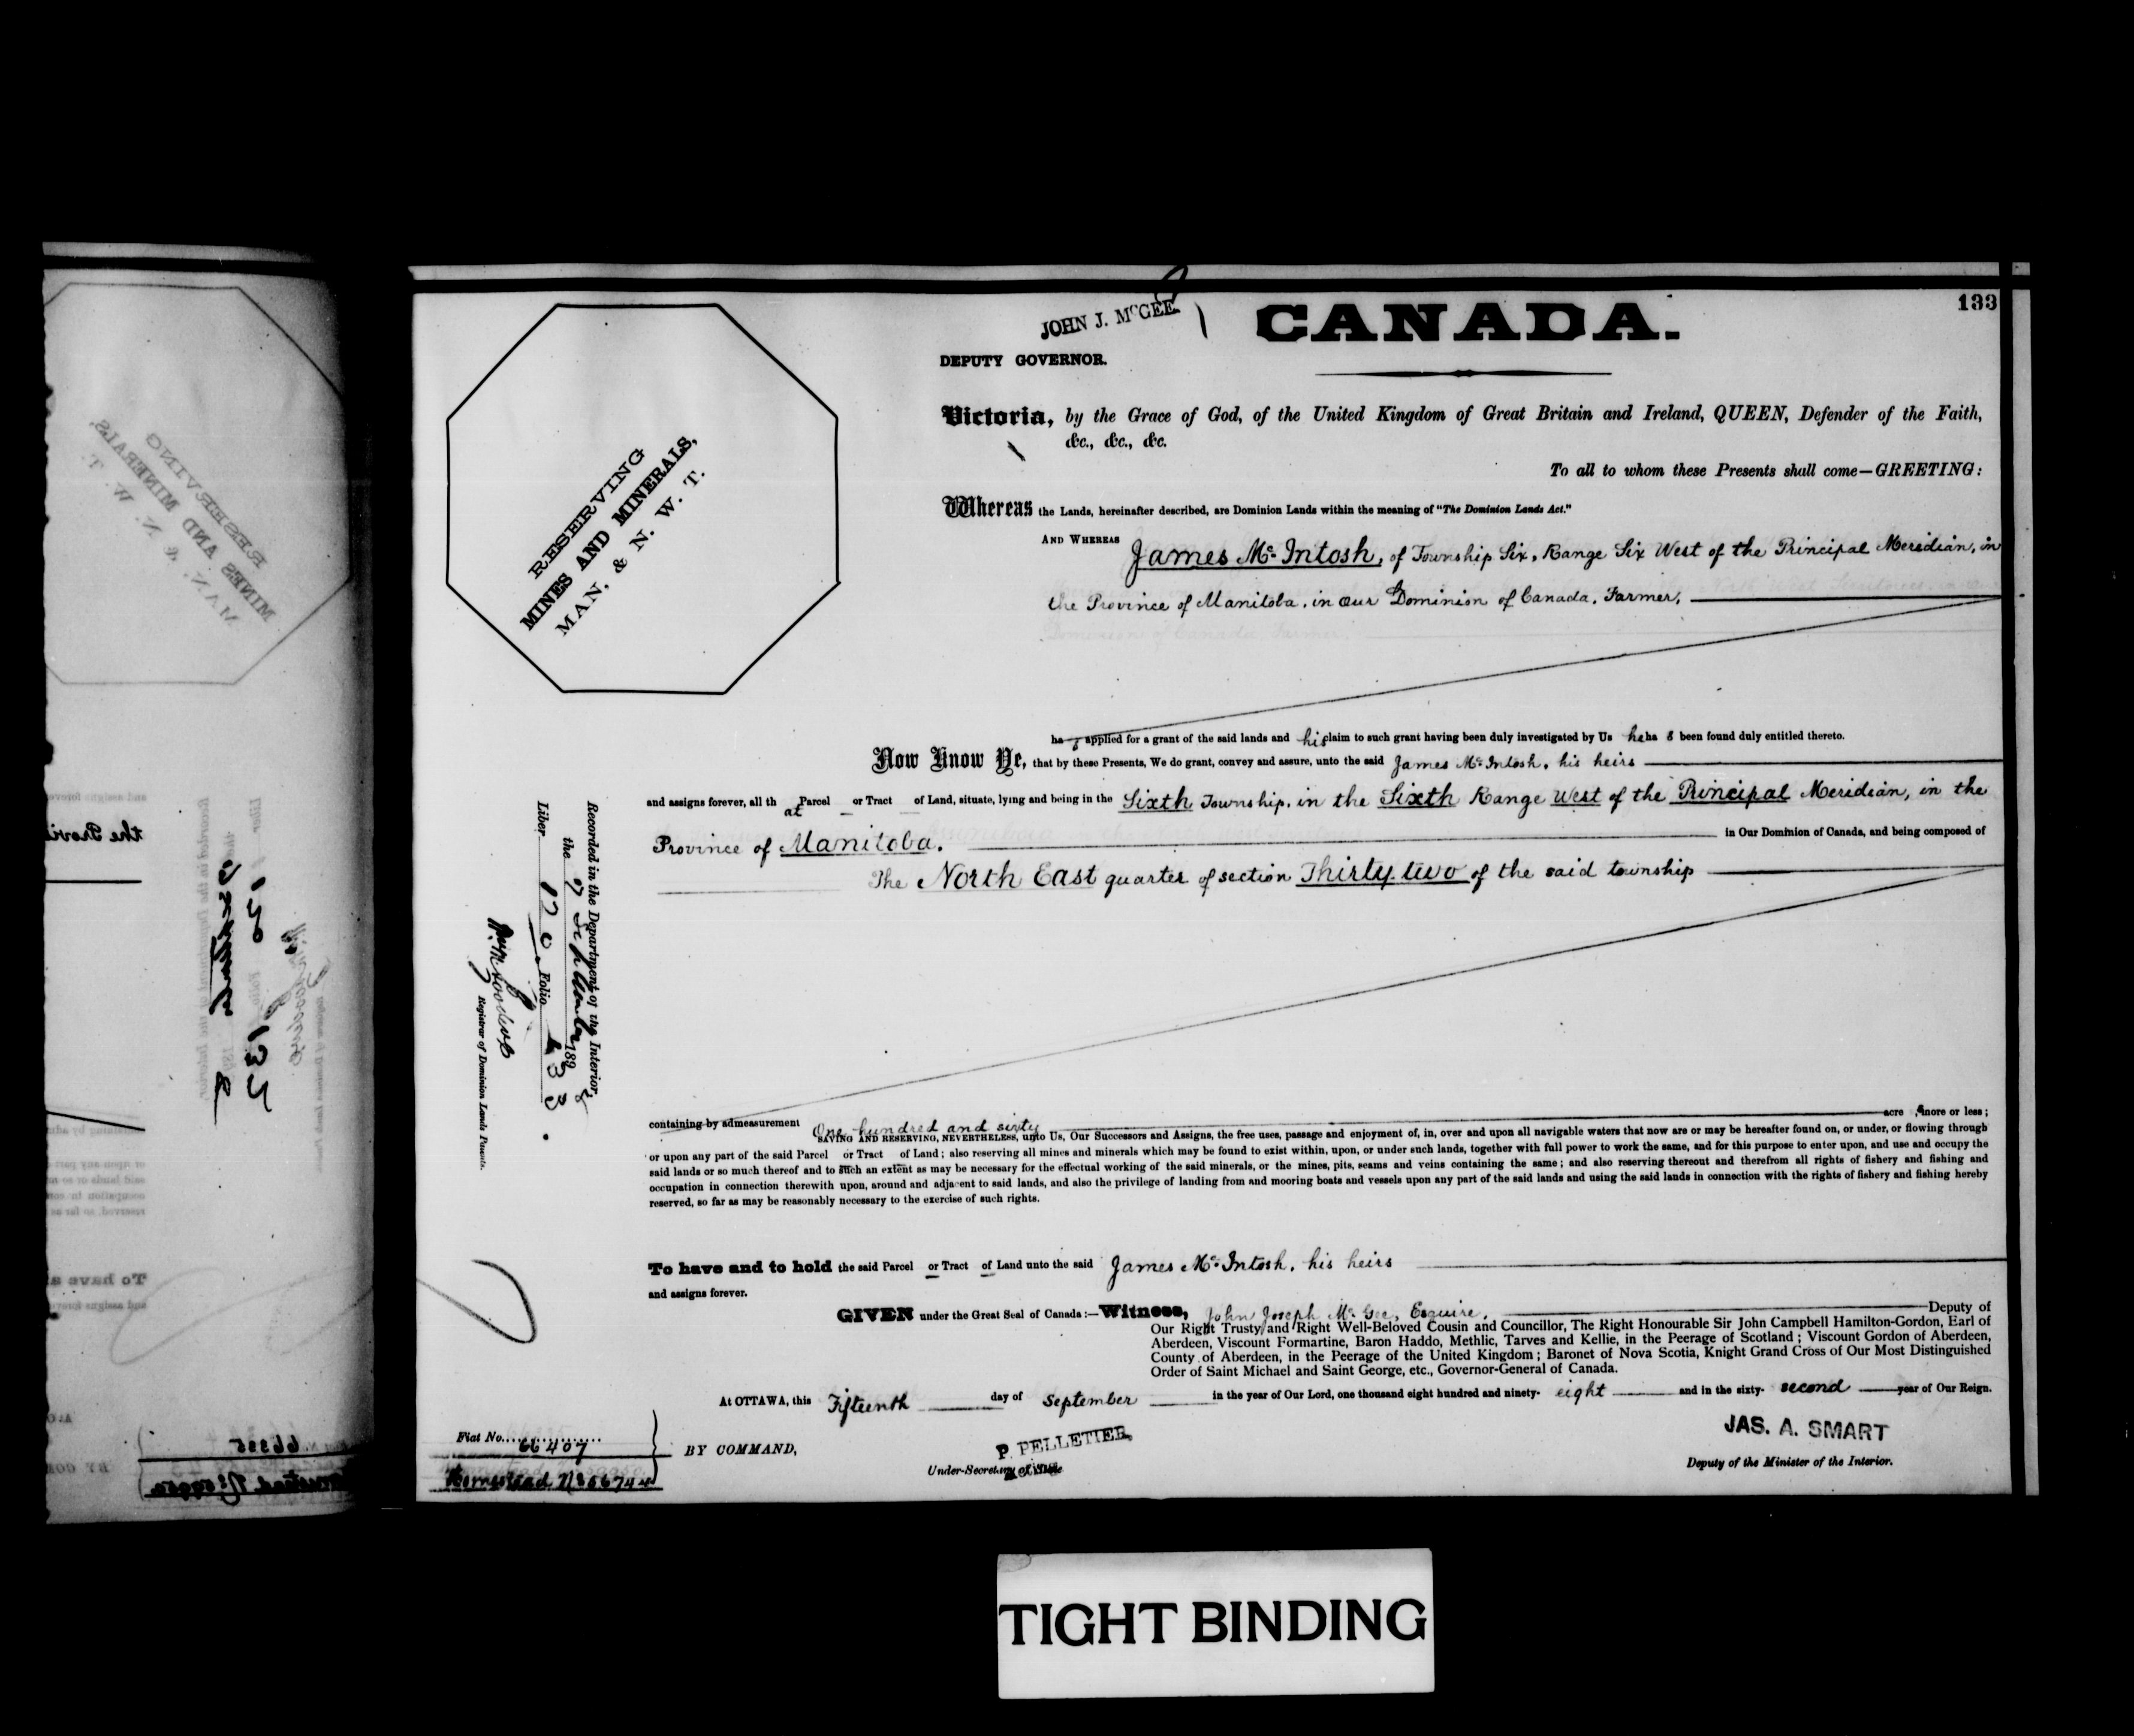 133
JOHN J. McGEE
CANADA.
DEPUTY GOVERNOR.
RESERVING
MINES AND MINERALS,
MAN, & N. W. T.
Victoria, by the Grace of God, of the United Kingdom of Great Britain and Ireland, QUEEN, Defender of the Faith,
&c., &c., &c.
To all to whom these Presents shall come—GREETING:
Whereas the Lands, hereinafter described, are Dominion Lands within the meaning of "The Dominion Lands Act."
AND WHEREAS James Mc Intosh, of Township Six, Range Six West of the Principal Meridian, in
the Province of Manitoba, in Our Dominion of Canada, Farmer,
ha s applied for a grant of the said lands and his claim to such grant having been duly investigated by Us he ha s been found duly entitled thereto.
Now Know Ye, that by these Presents, We do grant, convey and assure, unto the said James Mc Intosh, his heirs
and assigns forever, all th at Parcel or Tract of Land, situate, lying and being in the Sixth Township, in the Sixth Range West of the Principal Meridian, in the
Province of Manitoba. in Our Dominion of Canada, and being composed of
The North East quarter of section Thirty two of the said township
Recorded in the Department of the Interior,
the 27 September 1898
Liber 120 Folio 133
Registrar of Dominion Lands Patents.
containing by admeasurement One hundred and sixty acre s, more or less;
SAVING AND RESERVING, NEVERTHELESS, unto Us, Our Successors and Assigns, the free uses, passage and enjoyment of, in, over and upon all navigable waters that now are or may be hereafter found on, or under, or flowing through
or upon any part of the said Parcel or Tract of Land; also reserving all mines and minerals which may be found to exist within, upon, or under such lands, together with full power to work the same, and for this purpose to enter upon, and use and occupy the
said lands or so much thereof and to such an extent as may be necessary for the effectual working of the said minerals, or the mines, pits, seams and veins containing the same; and also reserving thereout and therefrom all rights of fishery and fishing and
occupation in connection therewith upon, around and adjacent to said lands, and also the privilege of landing from and mooring boats and vessels upon any part of the said lands and using the said lands in connection with the rights of fishery and fishing hereby
reserved, so far as may be reasonably necessary to the exercise of such rights.
To have and to hold the said Parcel or Tract of Land unto the said James Mc Intosh, his heirs
and assigns forever.
GIVEN under the Great Seal of Canada:—Witness, John Joseph Mc Gee, Esquire, Deputy of
Our Right Trusty and Right Well-Beloved Cousin and Councillor, The Right Honourable Sir John Campbell Hamilton-Gordon, Earl of
Aberdeen, Viscount Formartine, Baron Haddo, Methlic, Tarves and Kellie, in the Peerage of Scotland; Viscount Gordon of Aberdeen,
County of Aberdeen, in the Peerage of the United Kingdom; Baronet of Nova Scotia, Knight Grand Cross of Our Most Distinguished
Order of Saint Michael and Saint George, etc., Governor-General of Canada.
At OTTAWA, this Fifteenth day of September in the year of Our Lord, one thousand eight hundred and ninety- eight and in the sixty- second year of Our Reign.
Fiat No. 66407
BY COMMAND,
P. PELLETIER,
JAS. A. SMART
Under-Secretary of State
Deputy of the Minister of the Interior.
Homestead No 56744
TIGHT BINDING